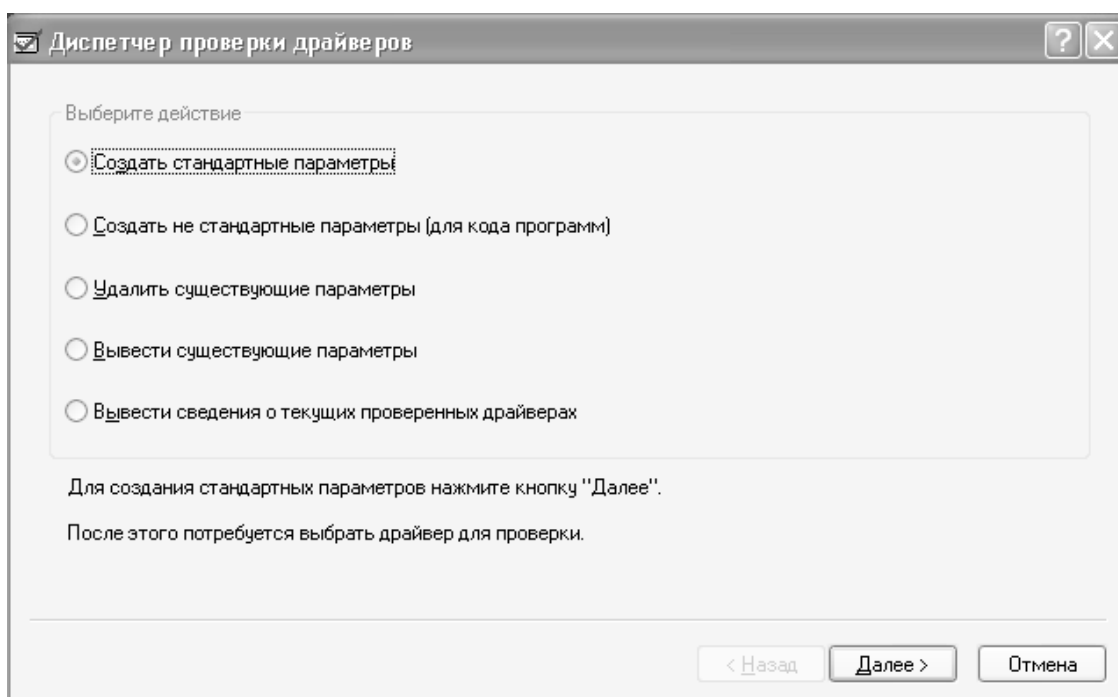 Диспетчер проверки драйверов
Выберите действие
Создать стандартные параметры
Создать не стандартные параметры (для кода программ)
Удалить существующие параметры
Вывести существующие параметры
Вывести сведения о текущих проверенных драйверах
Для создания стандартных параметров нажмите кнопку "Далее".
После этого потребуется выбрать драйвер для проверки.
< Назад Далее > Отмена